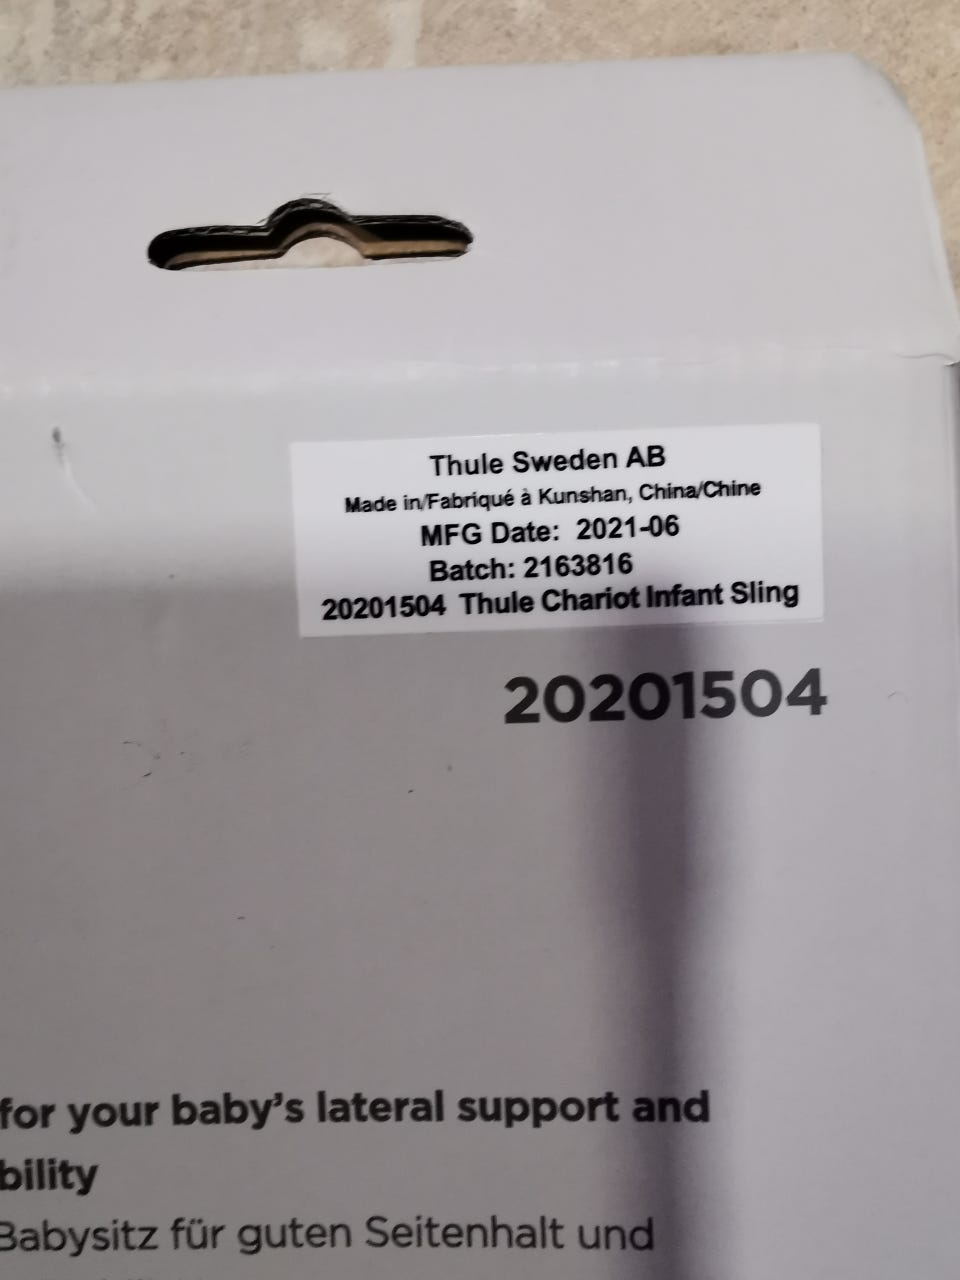 Thule Sweden AB
Made in/Fabriqué à Kunshan, China/Chine
MFG Date: 2021-06
Batch: 2163816
20201504 Thule Chariot Infant Sling
20201504
for your baby's lateral support and
bility
Babysitz für guten Seitenhalt und